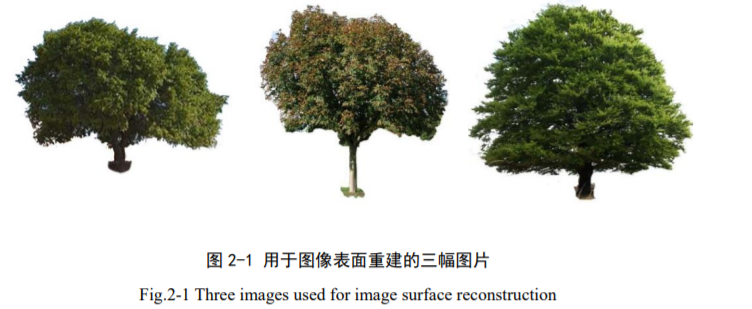 图 2-1 用于图像表面重建的三幅图片
Fig.2-1 Three images used for image surface reconstruction